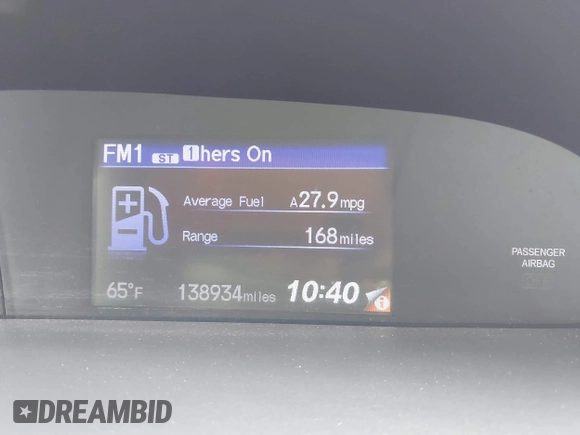 FM1 ST 1hers On
Average Fuel A27.9mpg
Range 168miles
65°F 138934miles 10:40 i
PASSENGER
AIRBAG
DREAMBID